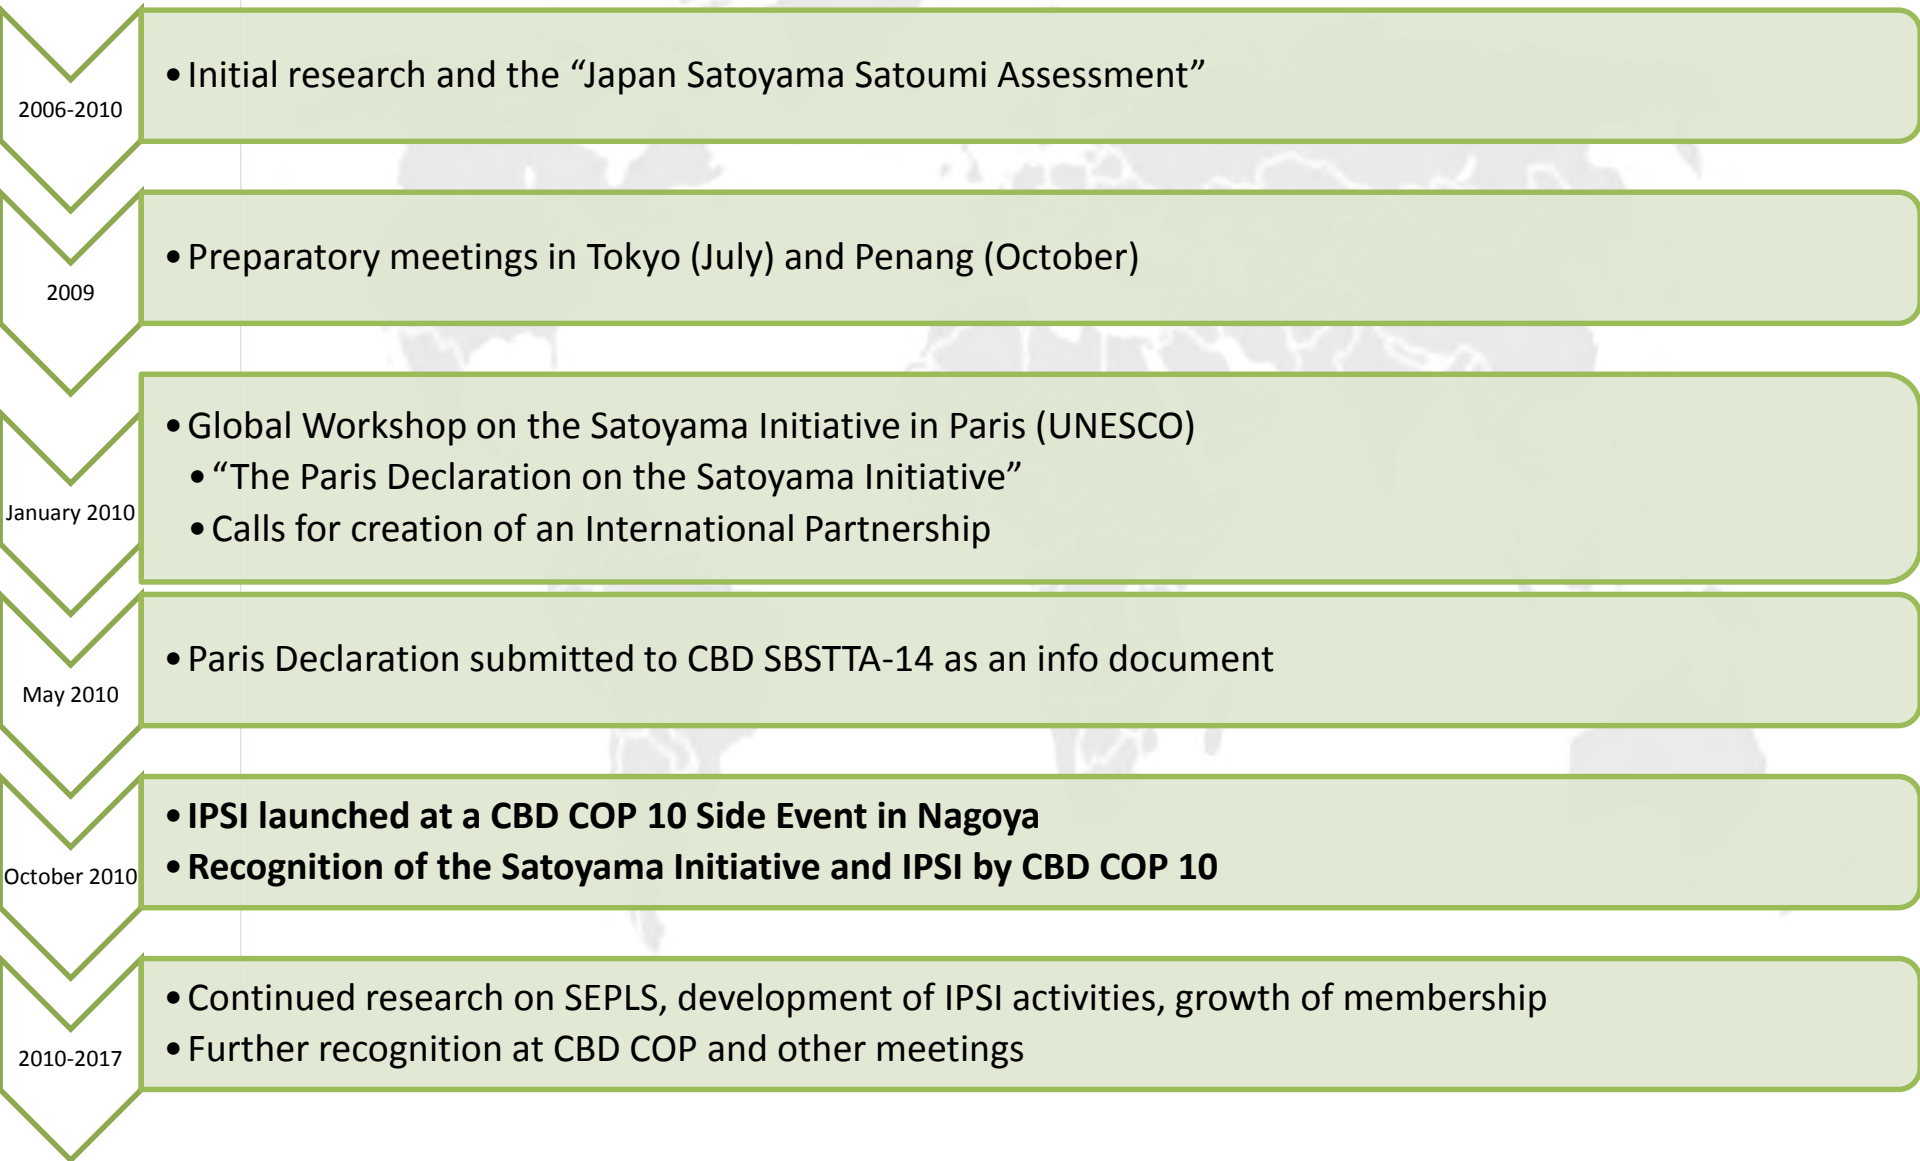 2006-2010
•Initial research and the “Japan Satoyama Satoumi Assessment”
2009
•Preparatory meetings in Tokyo (July) and Penang (October)
January 2010
•Global Workshop on the Satoyama Initiative in Paris (UNESCO)
•“The Paris Declaration on the Satoyama Initiative”
•Calls for creation of an International Partnership
May 2010
•Paris Declaration submitted to CBD SBSTTA-14 as an info document
October 2010
•IPSI launched at a CBD COP 10 Side Event in Nagoya
•Recognition of the Satoyama Initiative and IPSI by CBD COP 10
2010-2017
•Continued research on SEPLS, development of IPSI activities, growth of membership
•Further recognition at CBD COP and other meetings